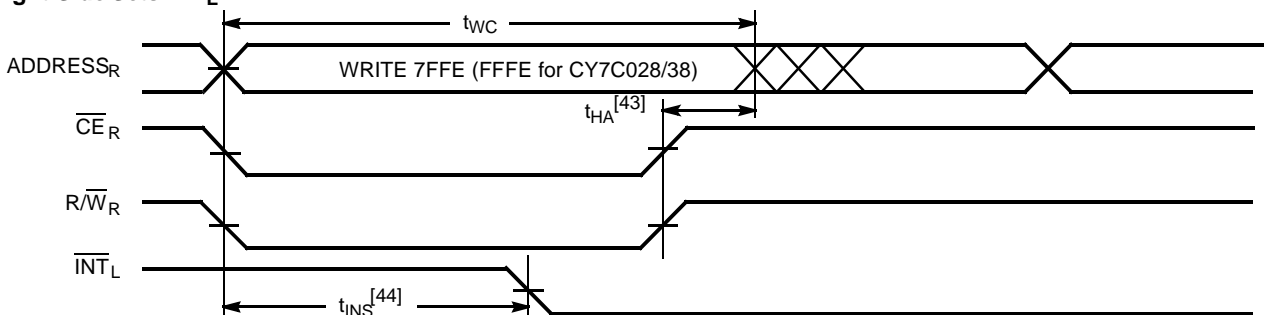 tWC
ADDRESSR
WRITE 7FFE (FFFE for CY7C028/38)
tHA[43]
CER
R/WR
INTL
tINS[44]